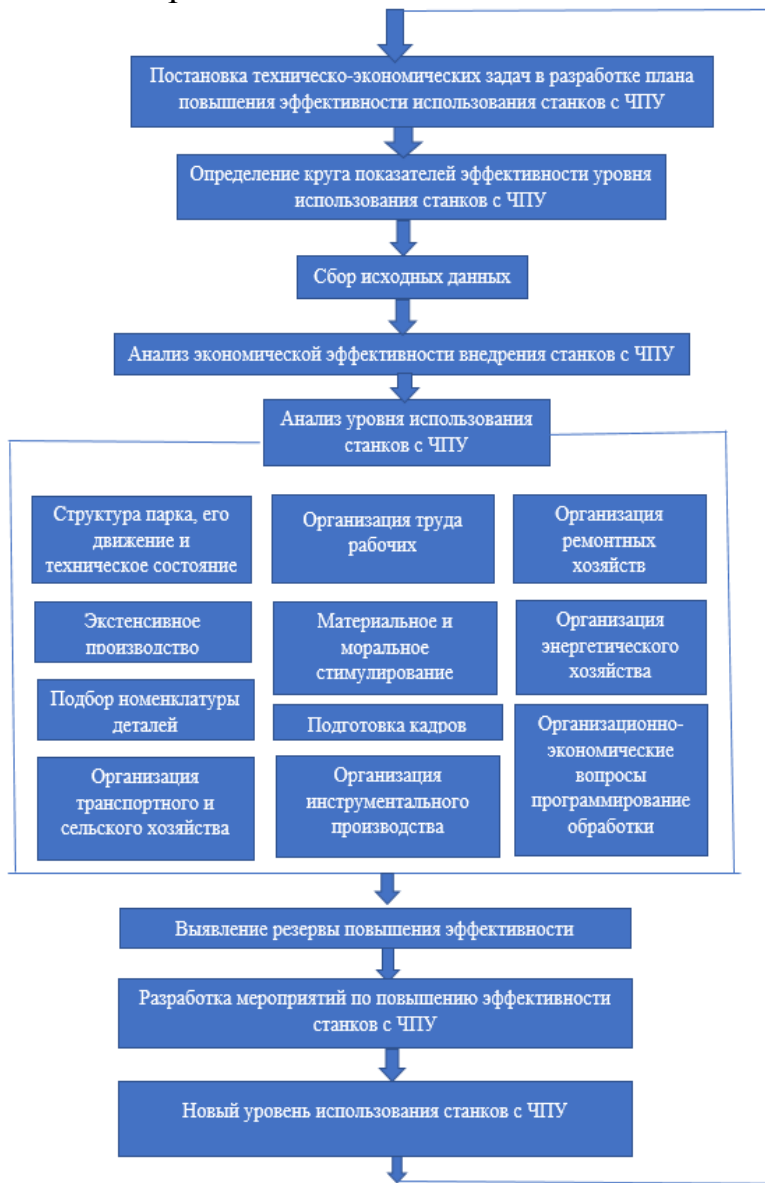 Постановка техническо-экономических задач в разработке плана
повышения эффективности использования станков с ЧПУ
Определение круга показателей эффективности уровня
использования станков с ЧПУ
Сбор исходных данных
Анализ экономической эффективности внедрения станков с ЧПУ
Анализ уровня использования
станков с ЧПУ
Структура парка, его
движение и
техническое состояние
Организация труда
рабочих
Организация
ремонтных
хозяйств
Экстенсивное
производство
Материальное и
моральное
стимулирование
Организация
энергетического
хозяйства
Подбор номенклатуры
деталей
Подготовка кадров
Организационно-
экономические
вопросы
программирование
обработки
Организация
транспортного и
сельского хозяйства
Организация
инструментального
производства
Выявление резервы повышения эффективности
Разработка мероприятий по повышению эффективности
станков с ЧПУ
Новый уровень использования станков с ЧПУ